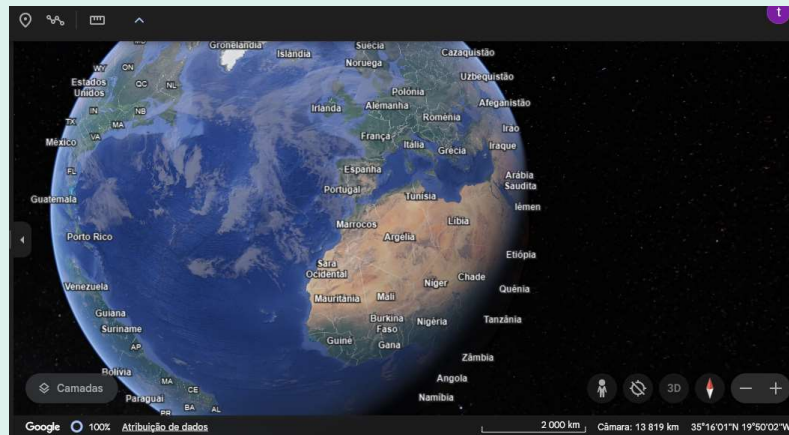 t
MB
Gronelândia
Islândia
Suécia
Noruega
Cazaquistão
WY
ON
Estados
Unidos
QC
NL
Uzbequistão
Polónia
IN
NB
Irlanda
Alemanha
Afeganistão
TX
MA
Roménia
VA
França
Irão
México
Itália
Grécia
Iraque
FL
Espanha
Arábia
Saudita
Guatemala
Portugal
Tunísia
Iémen
Marrocos
Líbia
Porto Rico
Argélia
Etiópia
Sara
Ocidental
Chade
Venezuela
Níger
Quénia
Mauritânia
Mali
Guiana
Burkina
Faso
Nigéria
Tanzânia
Suriname
Guiné
Gana
AP
Zâmbia
Bolívia
MA
CE
Angola
Camadas
Paraguai
Namíbia
PR
BA
AL
3D
Google 100% Atribuição de dados 2 000 km Câmara: 13 819 km 35°16'01"N 19°50'02"W